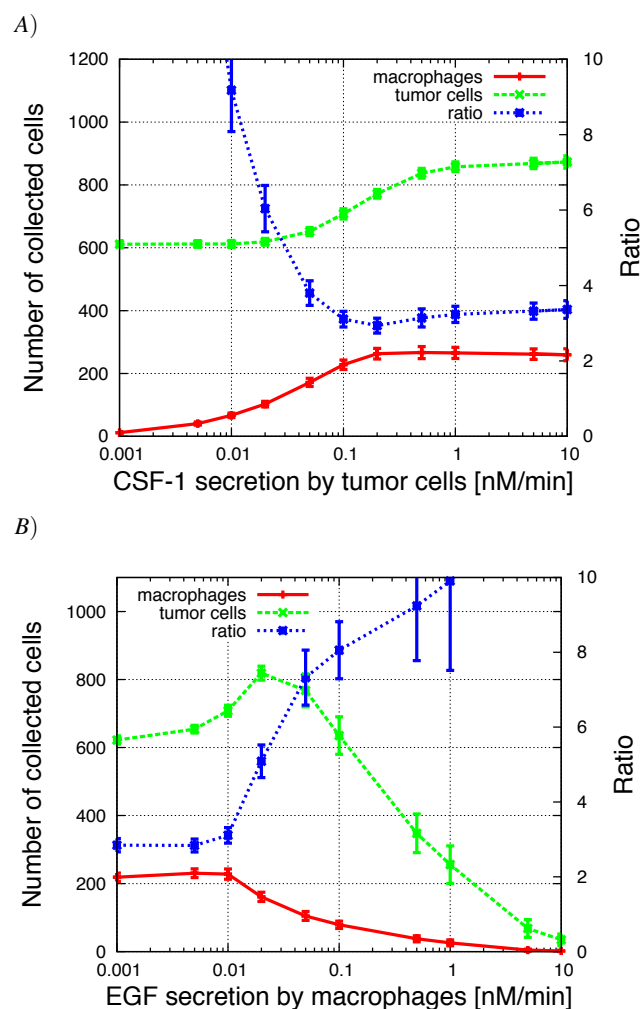 A)
1200
1000
800
600
400
200
0
10
8
6
4
2
0
macrophages
tumor cells
ratio
Number of collected cells
Ratio
0.001 0.01 0.1 1 10
CSF-1 secretion by tumor cells [nM/min]
B)
1000
800
600
400
200
0
10
8
6
4
2
0
macrophages
tumor cells
ratio
Number of collected cells
Ratio
0.001 0.01 0.1 1 10
EGF secretion by macrophages [nM/min]